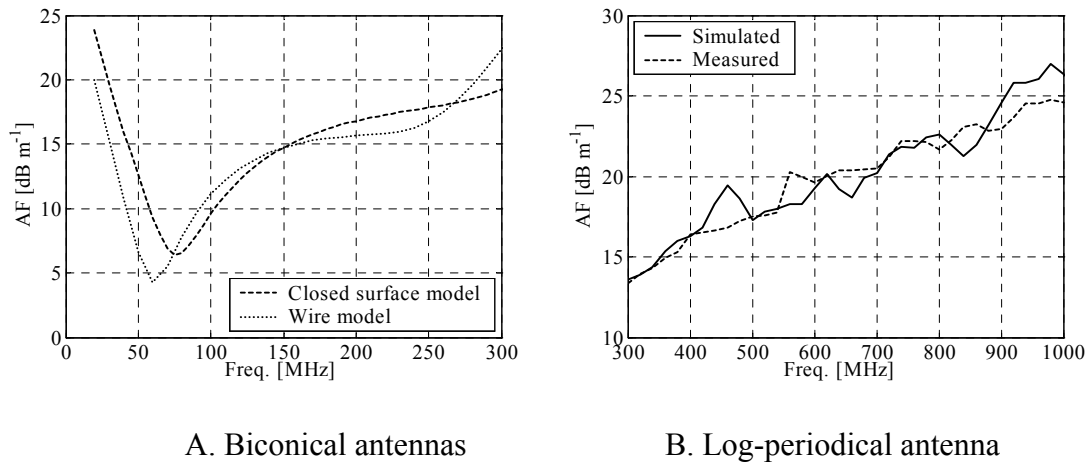 25
20
15
10
5
0
AF [dB m-1]
0 50 100 150 200 250 300
Freq. [MHz]
Closed surface model
Wire model
30
25
20
15
10
AF [dB m-1]
300 400 500 600 700 800 900 1000
Freq. [MHz]
Simulated
Measured
A. Biconical antennas
B. Log-periodical antenna